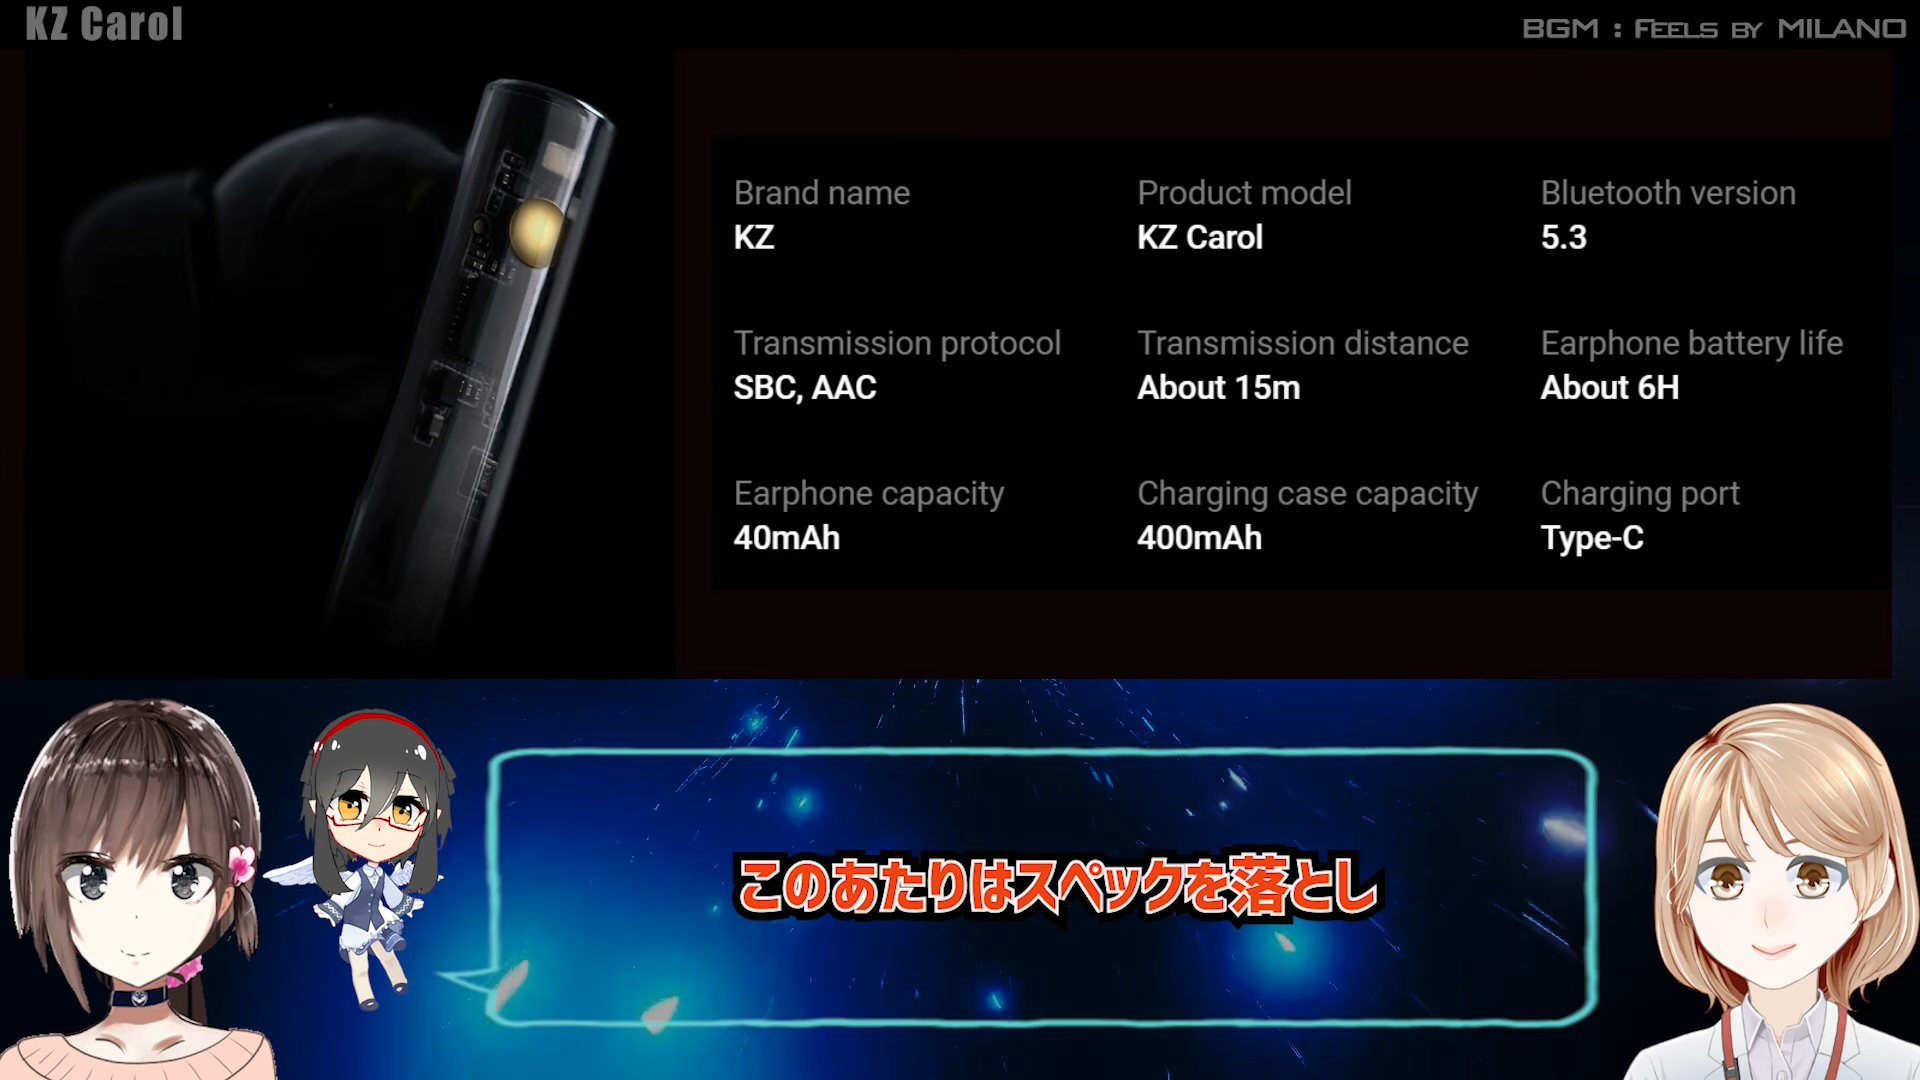 KZ Carol
BGM : Feels by MILANO
Brand name
KZ
Product model
KZ Carol
Bluetooth version
5.3
Transmission protocol
SBC, AAC
Transmission distance
About 15m
Earphone battery life
About 6H
Earphone capacity
40mAh
Charging case capacity
400mAh
Charging port
Type-C
このあたりはスペックを落とし